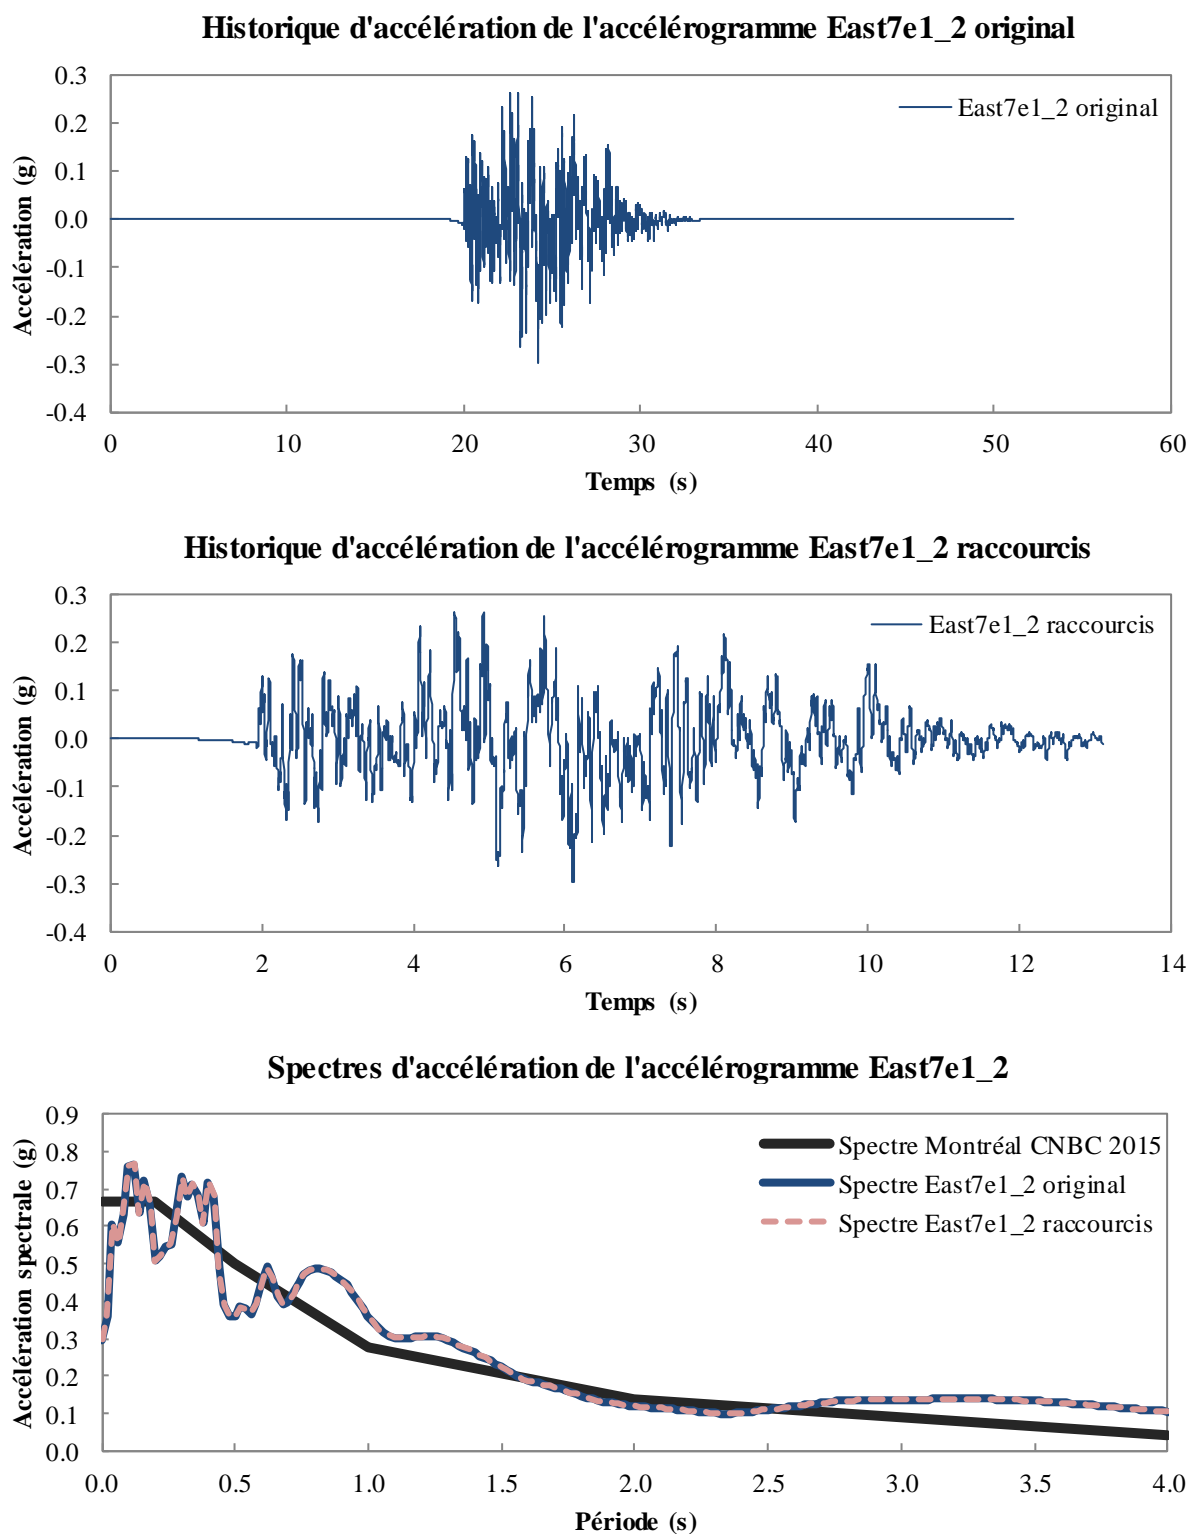 Historique d'accélération de l'accélérogramme East7e1_2 original
0.3
0.2
0.1
0.0
-0.1
-0.2
-0.3
-0.4
Accélération (g)
East7e1_2 original
0 10 20 30 40 50 60
Temps (s)
Historique d'accélération de l'accélérogramme East7e1_2 raccourcis
0.3
0.2
0.1
0.0
-0.1
-0.2
-0.3
-0.4
Accélération (g)
East7e1_2 raccourcis
0 2 4 6 8 10 12 14
Temps (s)
Spectres d'accélération de l'accélérogramme East7e1_2
0.9
0.8
0.7
0.6
0.5
0.4
0.3
0.2
0.1
0.0
Accélération spectrale (g)
Spectre Montréal CNBC 2015
Spectre East7e1_2 original
Spectre East7e1_2 raccourcis
0.0 0.5 1.0 1.5 2.0 2.5 3.0 3.5 4.0
Période (s)